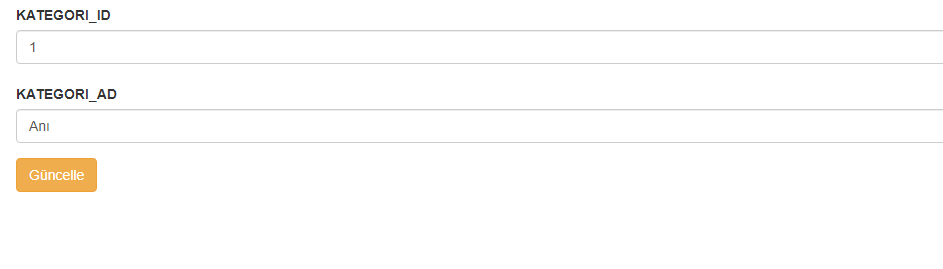 KATEGORI_ID
1
KATEGORI_AD
Anı
Güncelle